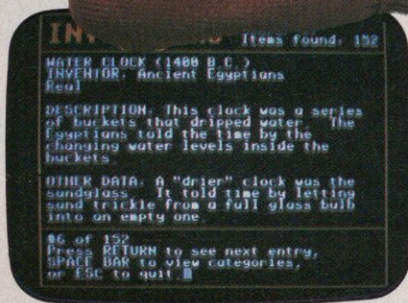 Items found: 152
WATER CLOCK (1400 B.C.)
INVENTOR: Ancient Egyptians
Real
DESCRIPTION: This clock was a series
of buckets that dripped water. The
Egyptians told the time by the
changing water levels inside the
buckets.
OTHER DATA: A "drier" clock was the
sandglass. It told time by letting
sand trickle from a full glass bulb
into an empty one.
#6 of 152
Press RETURN to see next entry,
SPACE BAR to view categories,
or ESC to quit.